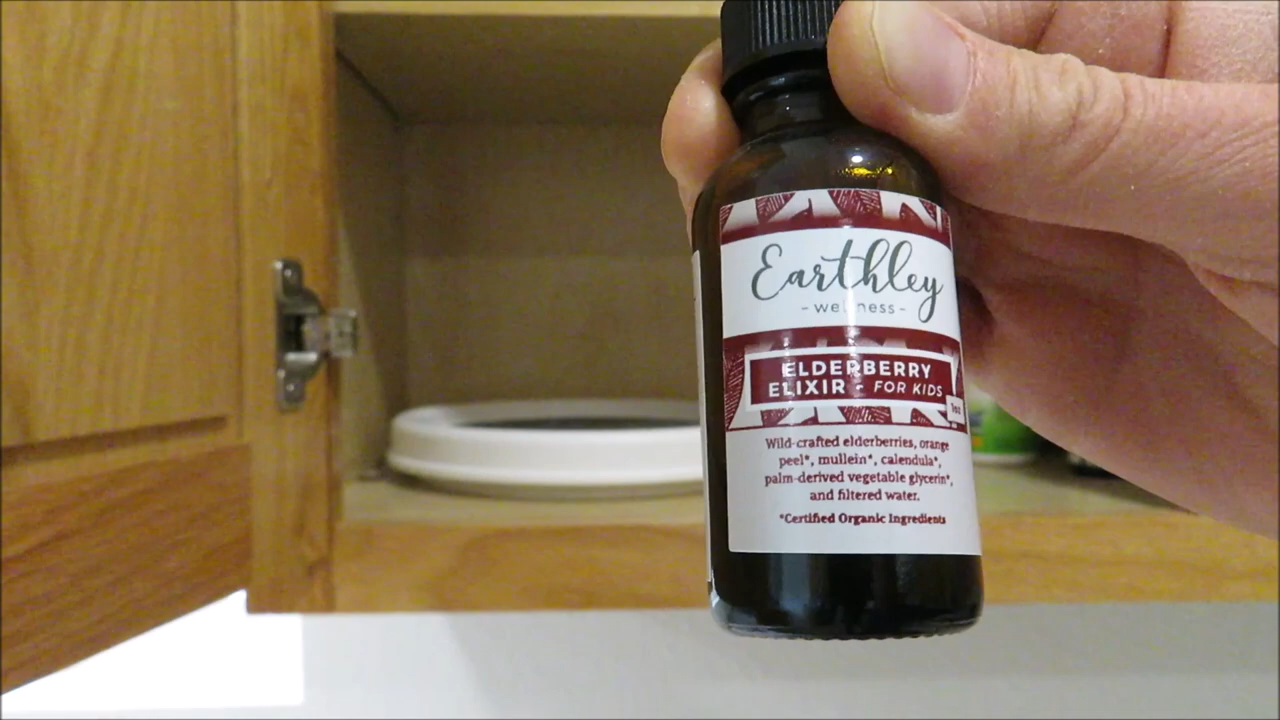 Earthley
- wellness -
ELDERBERRY
ELIXIR - FOR KIDS
1oz
Wild-crafted elderberries, orange
peel*, mullein*, calendula*,
palm-derived vegetable glycerin*,
and filtered water.
*Certified Organic Ingredients